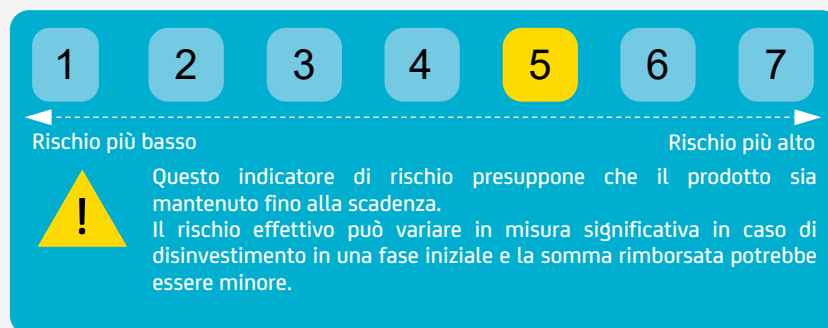 1 2 3 4 5 6 7
Rischio più basso Rischio più alto
Questo indicatore di rischio presuppone che il prodotto sia
mantenuto fino alla scadenza.
! Il rischio effettivo può variare in misura significativa in caso di
disinvestimento in una fase iniziale e la somma rimborsata potrebbe
essere minore.